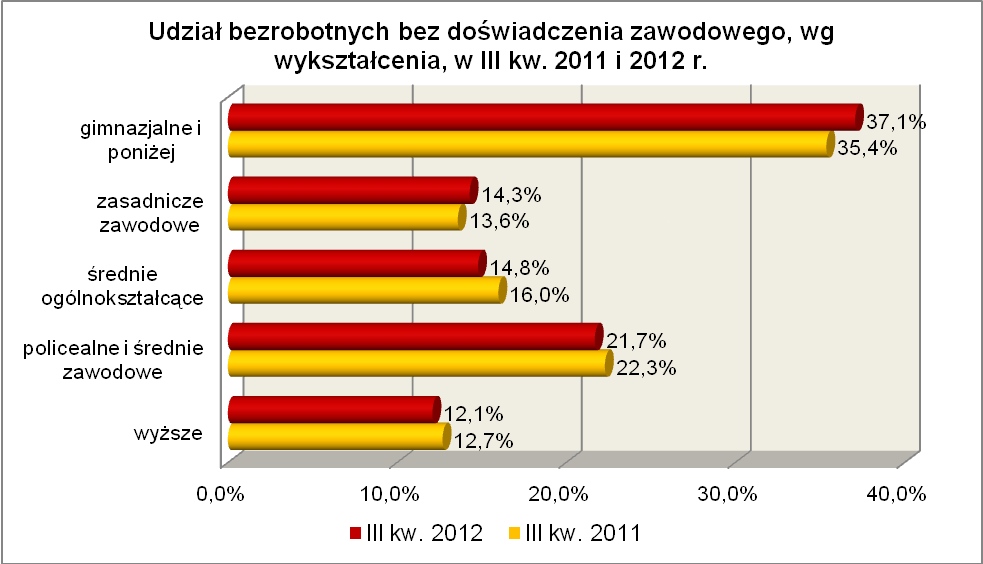 Udział bezrobotnych bez doświadczenia zawodowego, wg
wykształcenia, w III kw. 2011 i 2012 r.
gimnazjalne i
poniżej
37,1%
35,4%
zasadnicze
zawodowe
14,3%
13,6%
średnie
ogólnokształcące
14,8%
16,0%
policealne i średnie
zawodowe
21,7%
22,3%
wyższe
12,1%
12,7%
0,0% 10,0% 20,0% 30,0% 40,0%
III kw. 2012 III kw. 2011